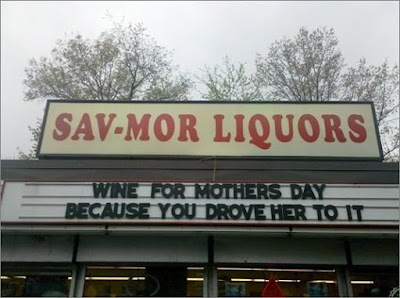 SAV-MOR LIQUORS
WINE FOR MOTHERS DAY
BECAUSE YOU DROVE HER TO IT